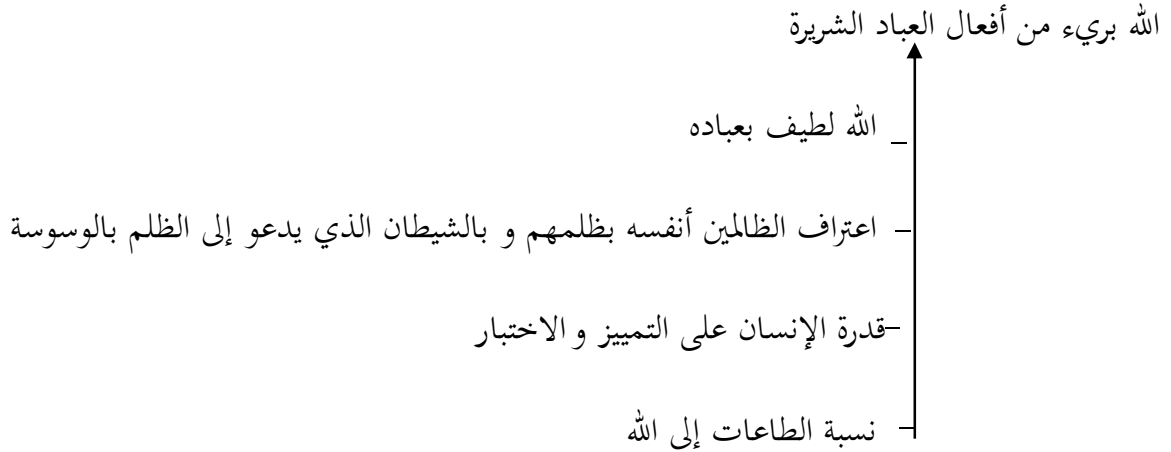 الله بريء من أفعال العباد الشريرة
الله لطيف بعباده
اعتراف الظالمين أنفسه بظلمهم و بالشيطان الذي يدعو إلى الظلم بالوسوسة
قدرة الإنسان على التمييز و الاختبار
نسبة الطاعات إلى الله